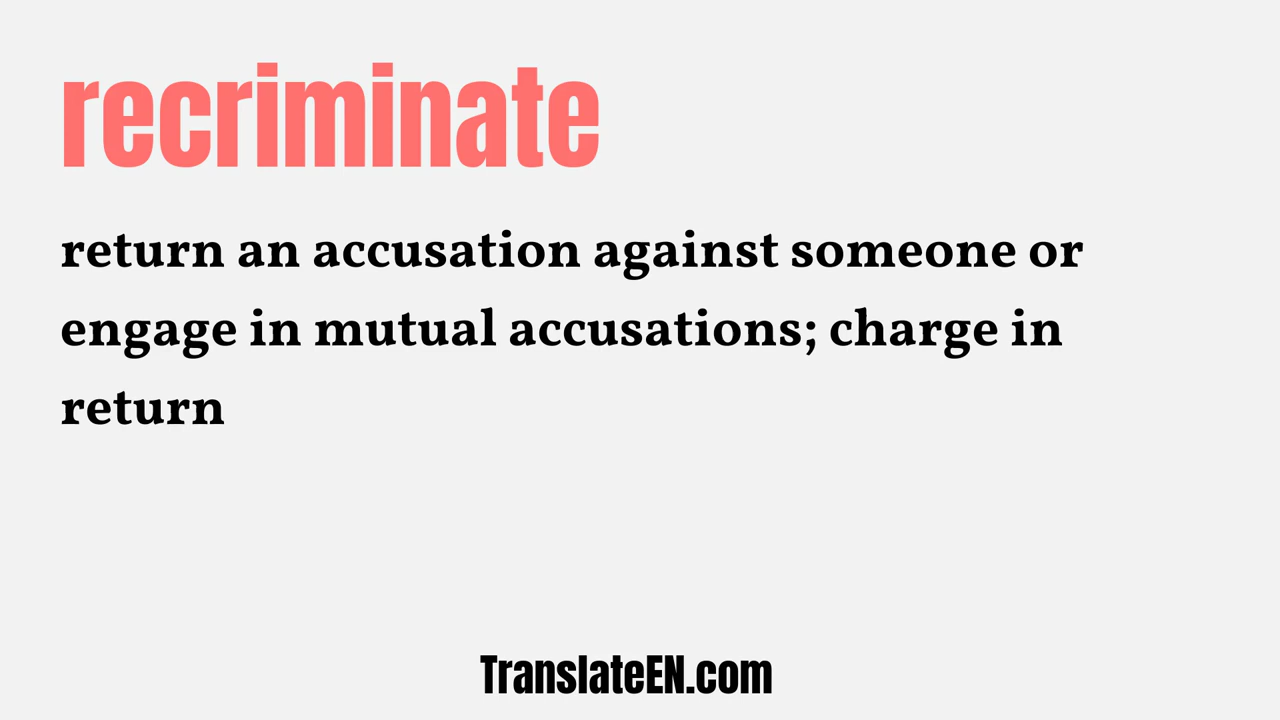 recriminate
return an accusation against someone or
engage in mutual accusations; charge in
return
TranslateEN.com